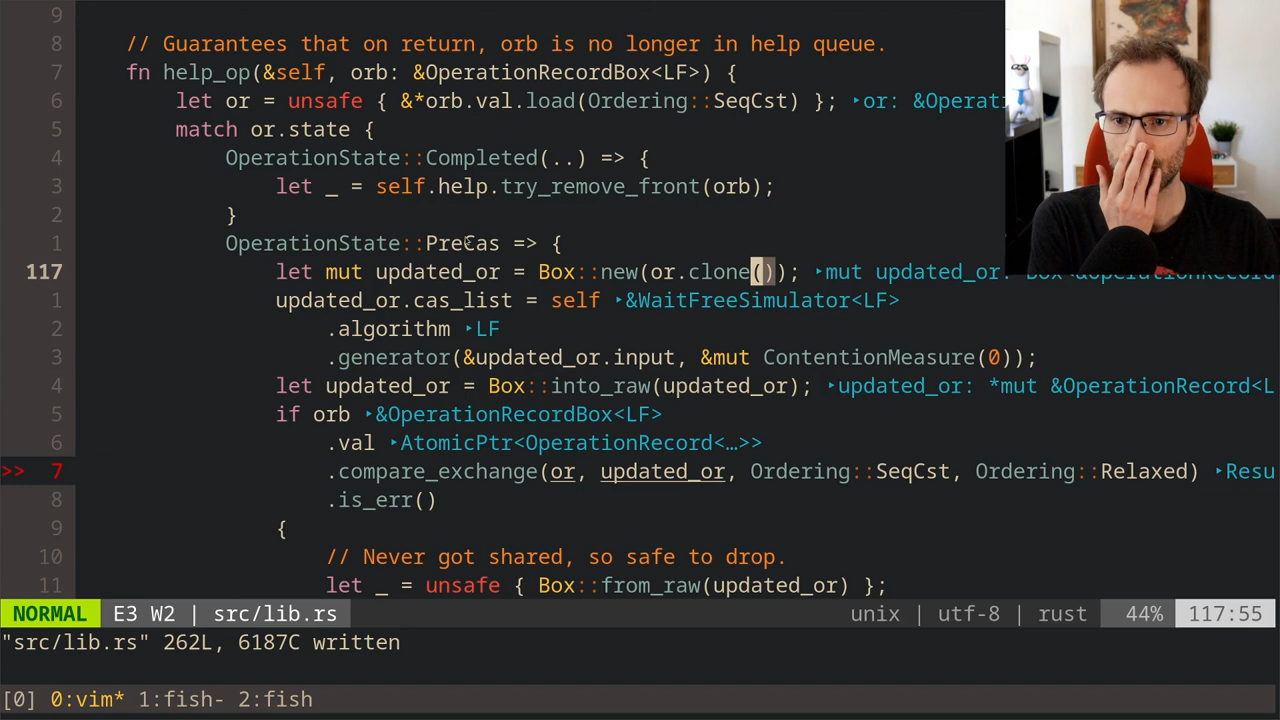 9
8 // Guarantees that on return, orb is no longer in help queue.
7 fn help_op(&self, orb: &OperationRecordBox<LF>) {
6 let or = unsafe { &*orb.val.load(Ordering::SeqCst) }; ‣or: &Operati
5 match or.state {
4 OperationState::Completed(..) => {
3 let _ = self.help.try_remove_front(orb);
2 }
1 OperationState::PreCas => {
117 let mut updated_or = Box::new(or.clone()); ‣mut updated_or: Box<&OperationRecord
1 updated_or.cas_list = self ‣&WaitFreeSimulator<LF>
2 .algorithm ‣LF
3 .generator(&updated_or.input, &mut ContentionMeasure(0));
4 let updated_or = Box::into_raw(updated_or); ‣updated_or: *mut &OperationRecord<L
5 if orb ‣&OperationRecordBox<LF>
6 .val ‣AtomicPtr<OperationRecord<…>>
>> 7 .compare_exchange(or, updated_or, Ordering::SeqCst, Ordering::Relaxed) ‣Resu
8 .is_err()
9 {
10 // Never got shared, so safe to drop.
11 let _ = unsafe { Box::from_raw(updated_or) };
NORMAL E3 W2 | src/lib.rs unix | utf-8 | rust 44% 117:55
"src/lib.rs" 262L, 6187C written
[0] 0:vim* 1:fish- 2:fish